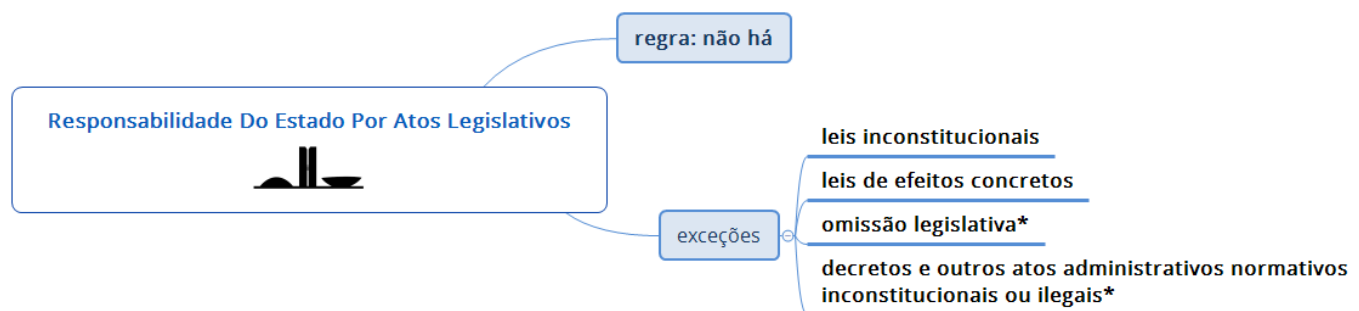 regra: não há
Responsabilidade Do Estado Por Atos Legislativos
exceções
leis inconstitucionais
leis de efeitos concretos
omissão legislativa*
decretos e outros atos administrativos normativos
inconstitucionais ou ilegais*